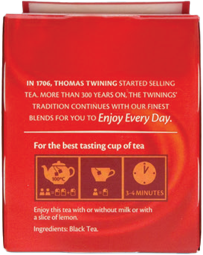 IN 1706, THOMAS TWINING STARTED SELLING
TEA. MORE THAN 300 YEARS ON, THE TWININGS'
TRADITION CONTINUES WITH OUR FINEST
BLENDS FOR YOU TO Enjoy Every Day.
For the best tasting cup of tea
3-4 MINUTES
Enjoy this tea with or without milk or with
a slice of lemon.
Ingredients: Black Tea.